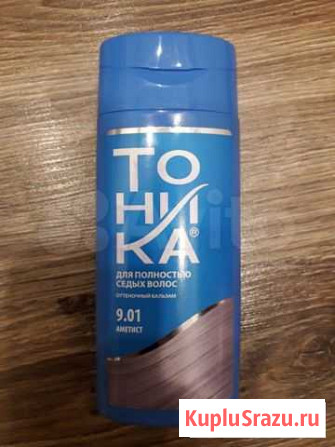 ТО
НИ
КА®
ДЛЯ ПОЛНОСТЬЮ
СЕДЫХ ВОЛОС
ОТТЕНОЧНЫЙ БАЛЬЗАМ
9.01
АМЕТИСТ
KupluSrazu.ru